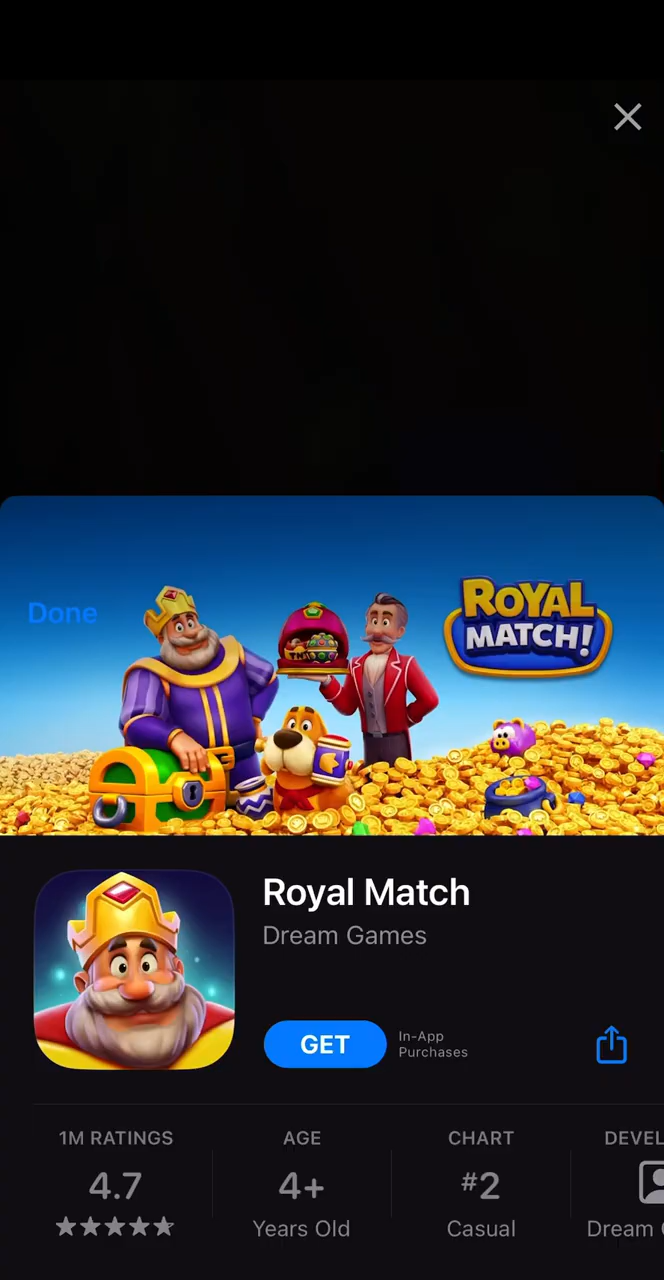 Done
ROYAL
MATCH!
Royal Match
Dream Games
GET
In-App
Purchases
1M RATINGS
AGE
CHART
DEVEL
4.7
4+
#2
Years Old
Casual
Dream